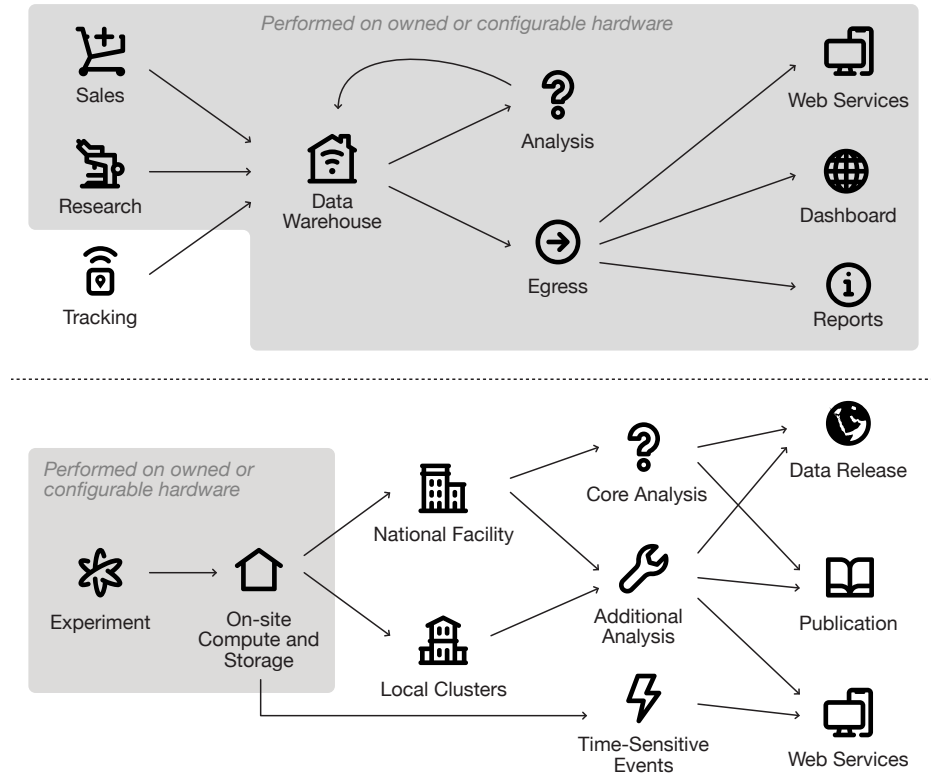 Performed on owned or configurable hardware
Sales
Web Services
Analysis
Research
Data
Warehouse
Dashboard
Egress
Tracking
Reports
Performed on owned or
configurable hardware
Data Release
Core Analysis
National Facility
Experiment
On-site
Compute and
Storage
Additional
Analysis
Publication
Local Clusters
Time-Sensitive
Events
Web Services